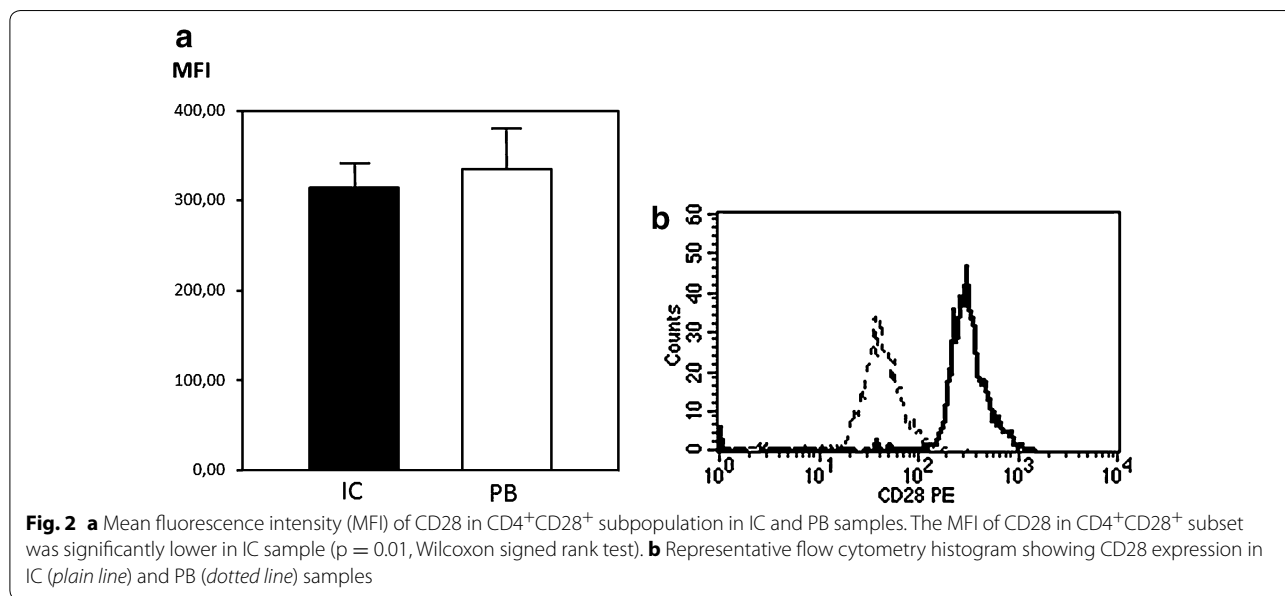 a
MFI
400,00
300,00
200,00
100,00
0,00
IC PB
b
Counts
60
50
40
30
20
10
0
10^0 10^1 10^2 10^3 10^4
CD28 PE
Fig. 2 a Mean fluorescence intensity (MFI) of CD28 in CD4+CD28+ subpopulation in IC and PB samples. The MFI of CD28 in CD4+CD28+ subset
was significantly lower in IC sample (p = 0.01, Wilcoxon signed rank test). b Representative flow cytometry histogram showing CD28 expression in
IC (plain line) and PB (dotted line) samples